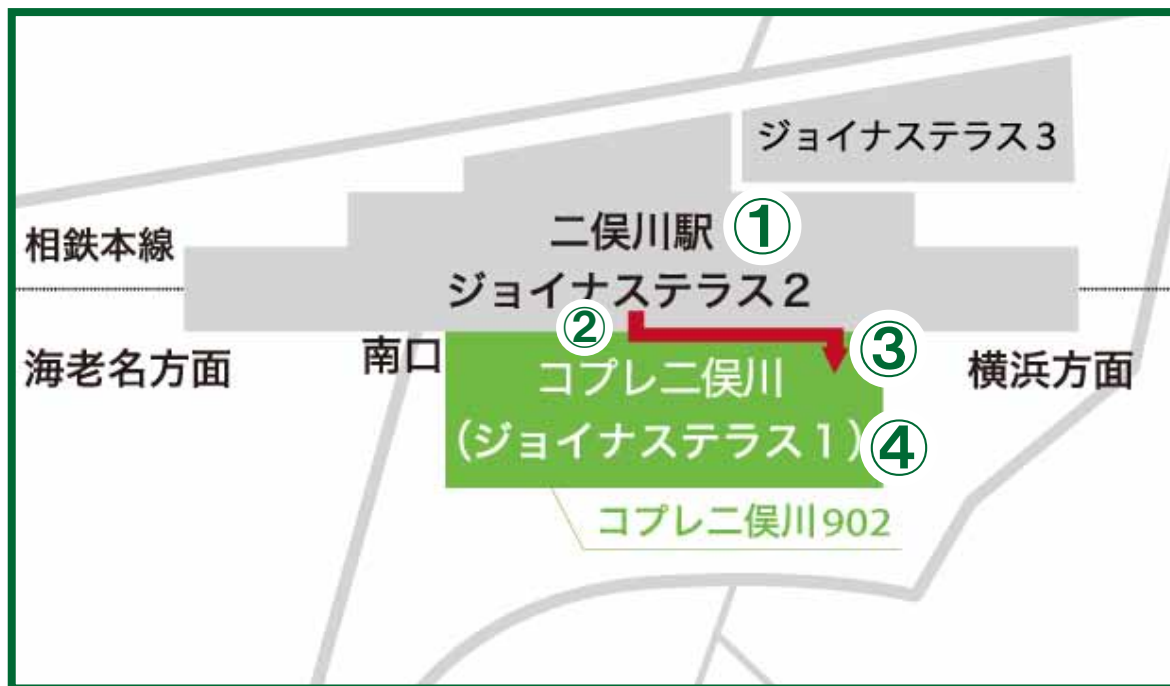 ジョイナステラス3
二俣川駅 ①
相鉄本線
ジョイナステラス2
②
③
南口
海老名方面
横浜方面
コプレ二俣川
(ジョイナステラス1)
④
コプレ二俣川902